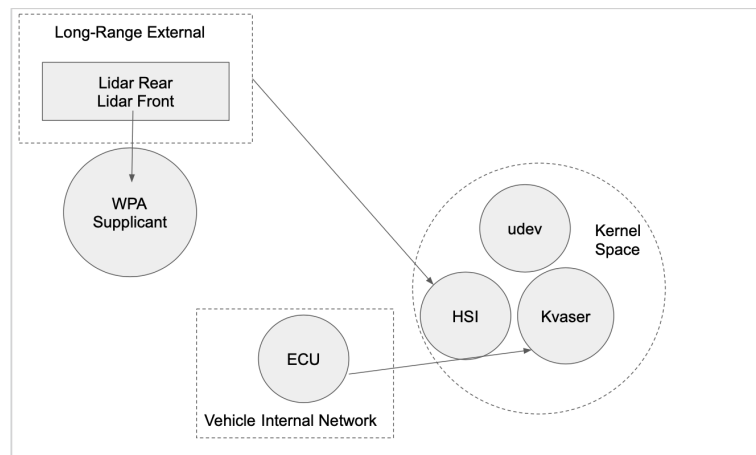 Long-Range External
Lidar Rear
Lidar Front
WPA
Supplicant
udev
Kernel
Space
HSI
Kvaser
ECU
Vehicle Internal Network